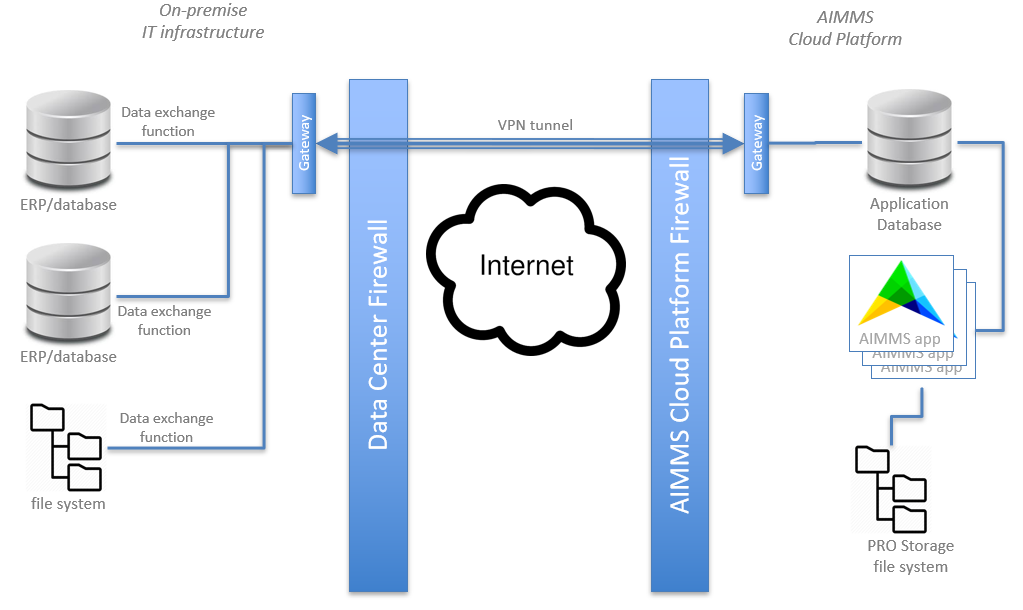 On-premise
IT infrastructure
AIMMS
Cloud Platform
Data exchange
function
ERP/database
Data exchange
function
ERP/database
Data exchange
function
file system
Gateway
Data Center Firewall
VPN tunnel
Internet
AIMMS Cloud Platform Firewall
Gateway
Application
Database
AIMMS app
AIMMS app
AIMMS app
PRO Storage
file system